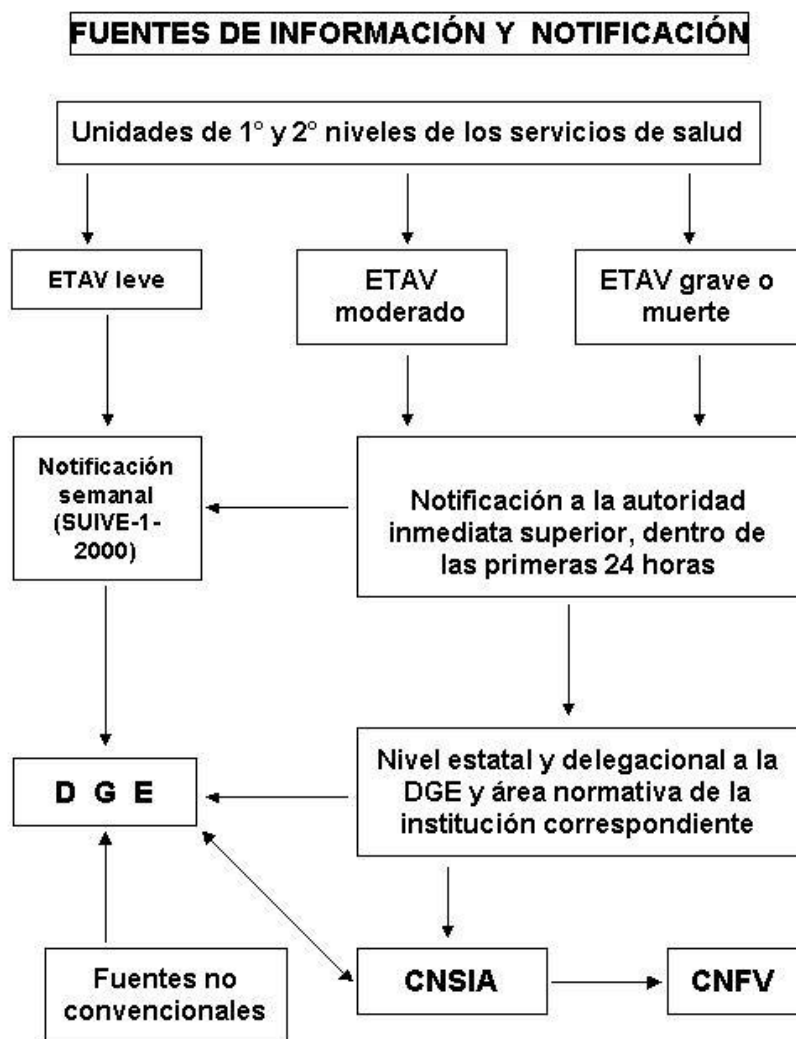 FUENTES DE INFORMACIÓN Y NOTIFICACIÓN
Unidades de 1° y 2° niveles de los servicios de salud
ETAV leve
ETAV
moderado
ETAV grave o
muerte
Notificación
semanal
(SUIVE-1-
2000)
Notificación a la autoridad
inmediata superior, dentro de
las primeras 24 horas
D G E
Nivel estatal y delegacional a la
DGE y área normativa de la
institución correspondiente
Fuentes no
convencionales
CNSIA
CNFV